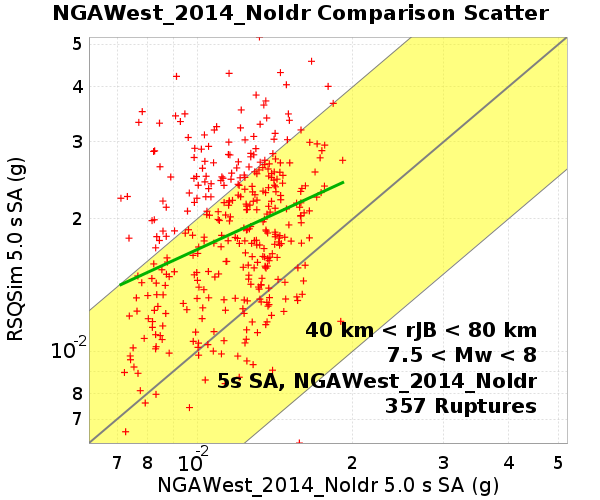 NGAWest_2014_NoIdr Comparison Scatter
5
4
3
2
10-2
8
7
RSQSim 5.0 s SA (g)
40 km < rJB < 80 km
7.5 < Mw < 8
5s SA, NGAWest_2014_NoIdr
357 Ruptures
7 8 10-2 2 3 4 5
NGAWest_2014_NoIdr 5.0 s SA (g)